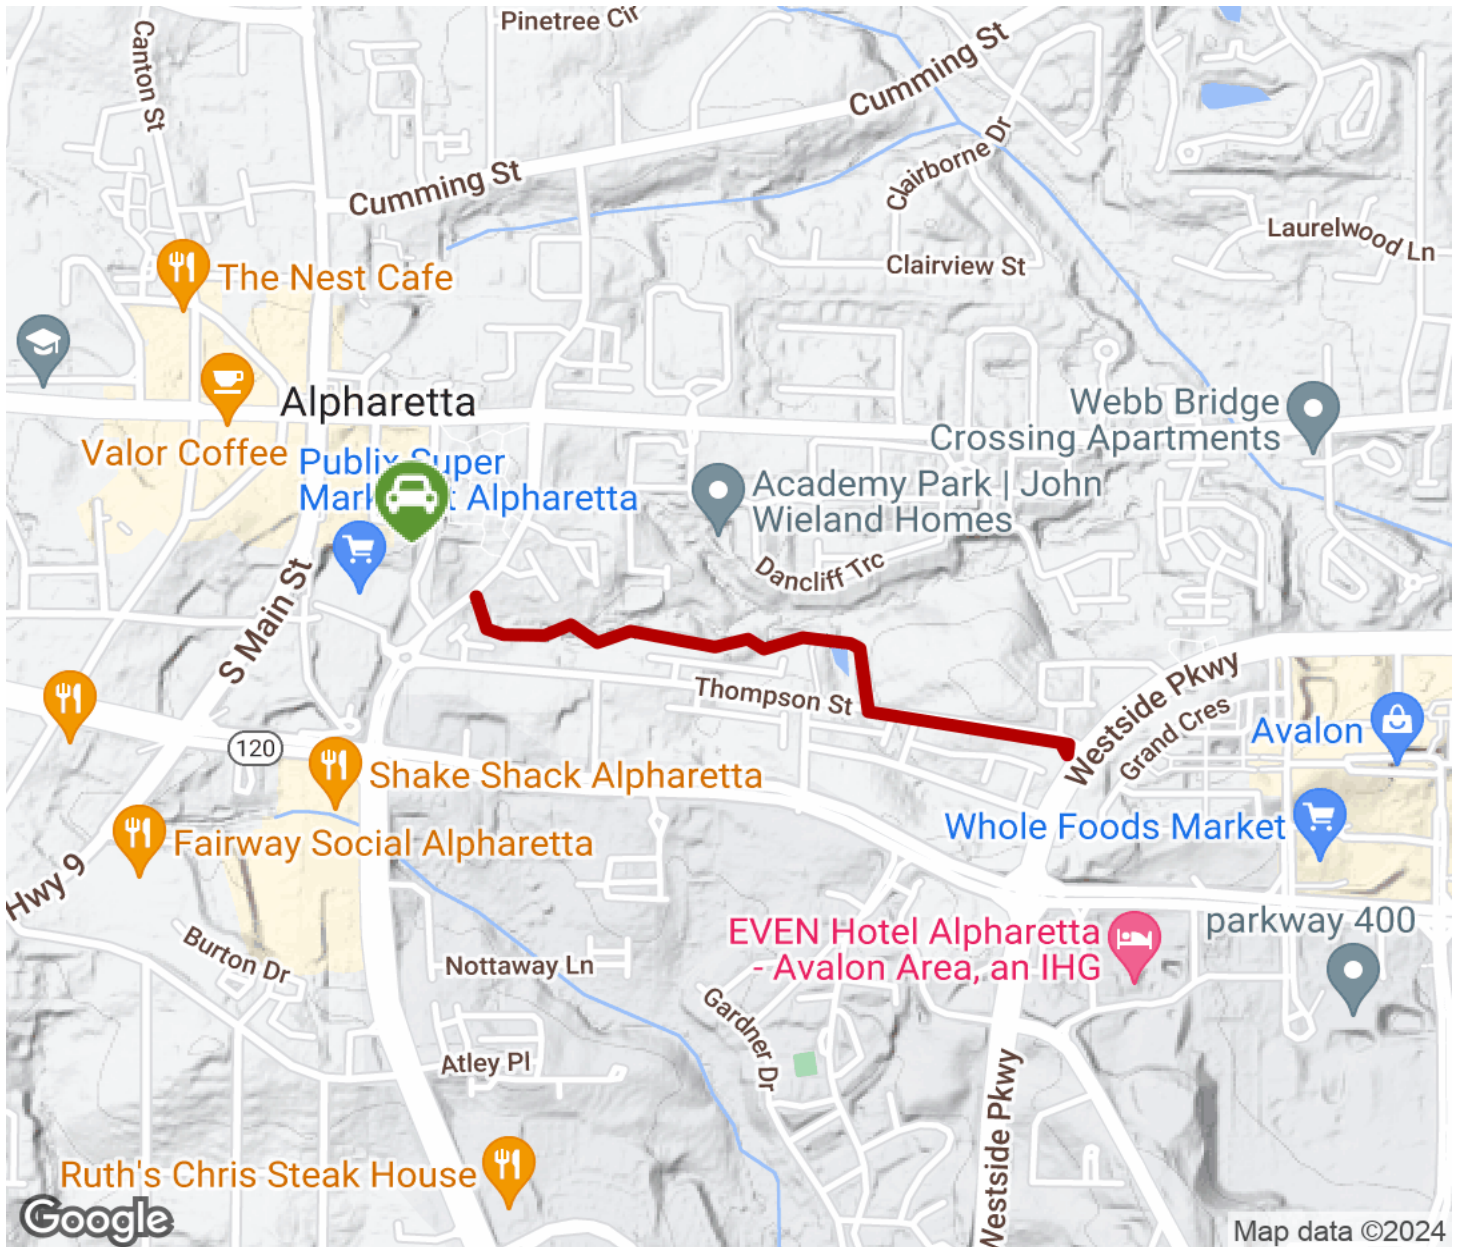 Pinetree Cir
Canton St
Cumming St
Cumming St
Clairborne Dr
Laurelwood Ln
The Nest Cafe
Clairview St
Alpharetta
Webb Bridge
Crossing Apartments
Valor Coffee
Publix Super
Mark t Alpharetta
Academy Park | John
Wieland Homes
Dancliff Trc
S Main St
Thompson St
Westside Pkwy
Grand Cres
Avalon
120
Shake Shack Alpharetta
Whole Foods Market
Fairway Social Alpharetta
Hwy 9
EVEN Hotel Alpharetta
- Avalon Area, an IHG
parkway 400
Burton Dr
Nottaway Ln
Gardner Dr
Atley Pl
Westside Pkwy
Ruth's Chris Steak House
Google
Map data ©2024